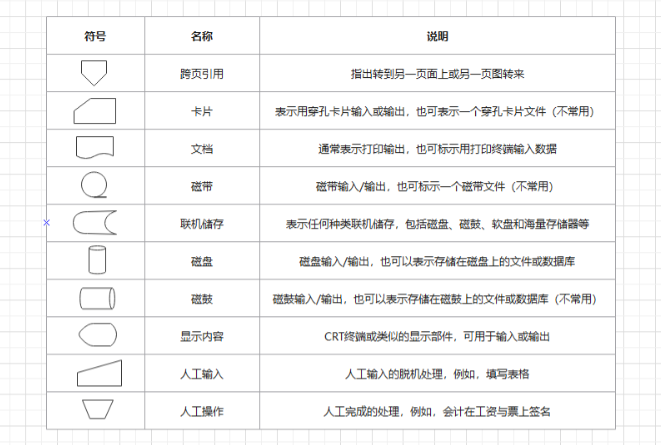 符号 名称 说明
跨页引用 指出转到另一页面上或另一页图转来
卡片 表示用穿孔卡片输入或输出，也可表示一个穿孔卡片文件（不常用）
文档 通常表示打印输出，也可标示用打印终端输入数据
磁带 磁带输入/输出，也可标示一个磁带文件（不常用）
联机储存 表示任何种类联机储存，包括磁盘、磁鼓、软盘和海量存储器等
磁盘 磁盘输入/输出，也可以表示存储在磁盘上的文件或数据库
磁鼓 磁鼓输入/输出，也可以表示存储在磁鼓上的文件或数据库（不常用）
显示内容 CRT终端或类似的显示部件，可用于输入或输出
人工输入 人工输入的脱机处理，例如，填写表格
人工操作 人工完成的处理，例如，会计在工资与票上签名